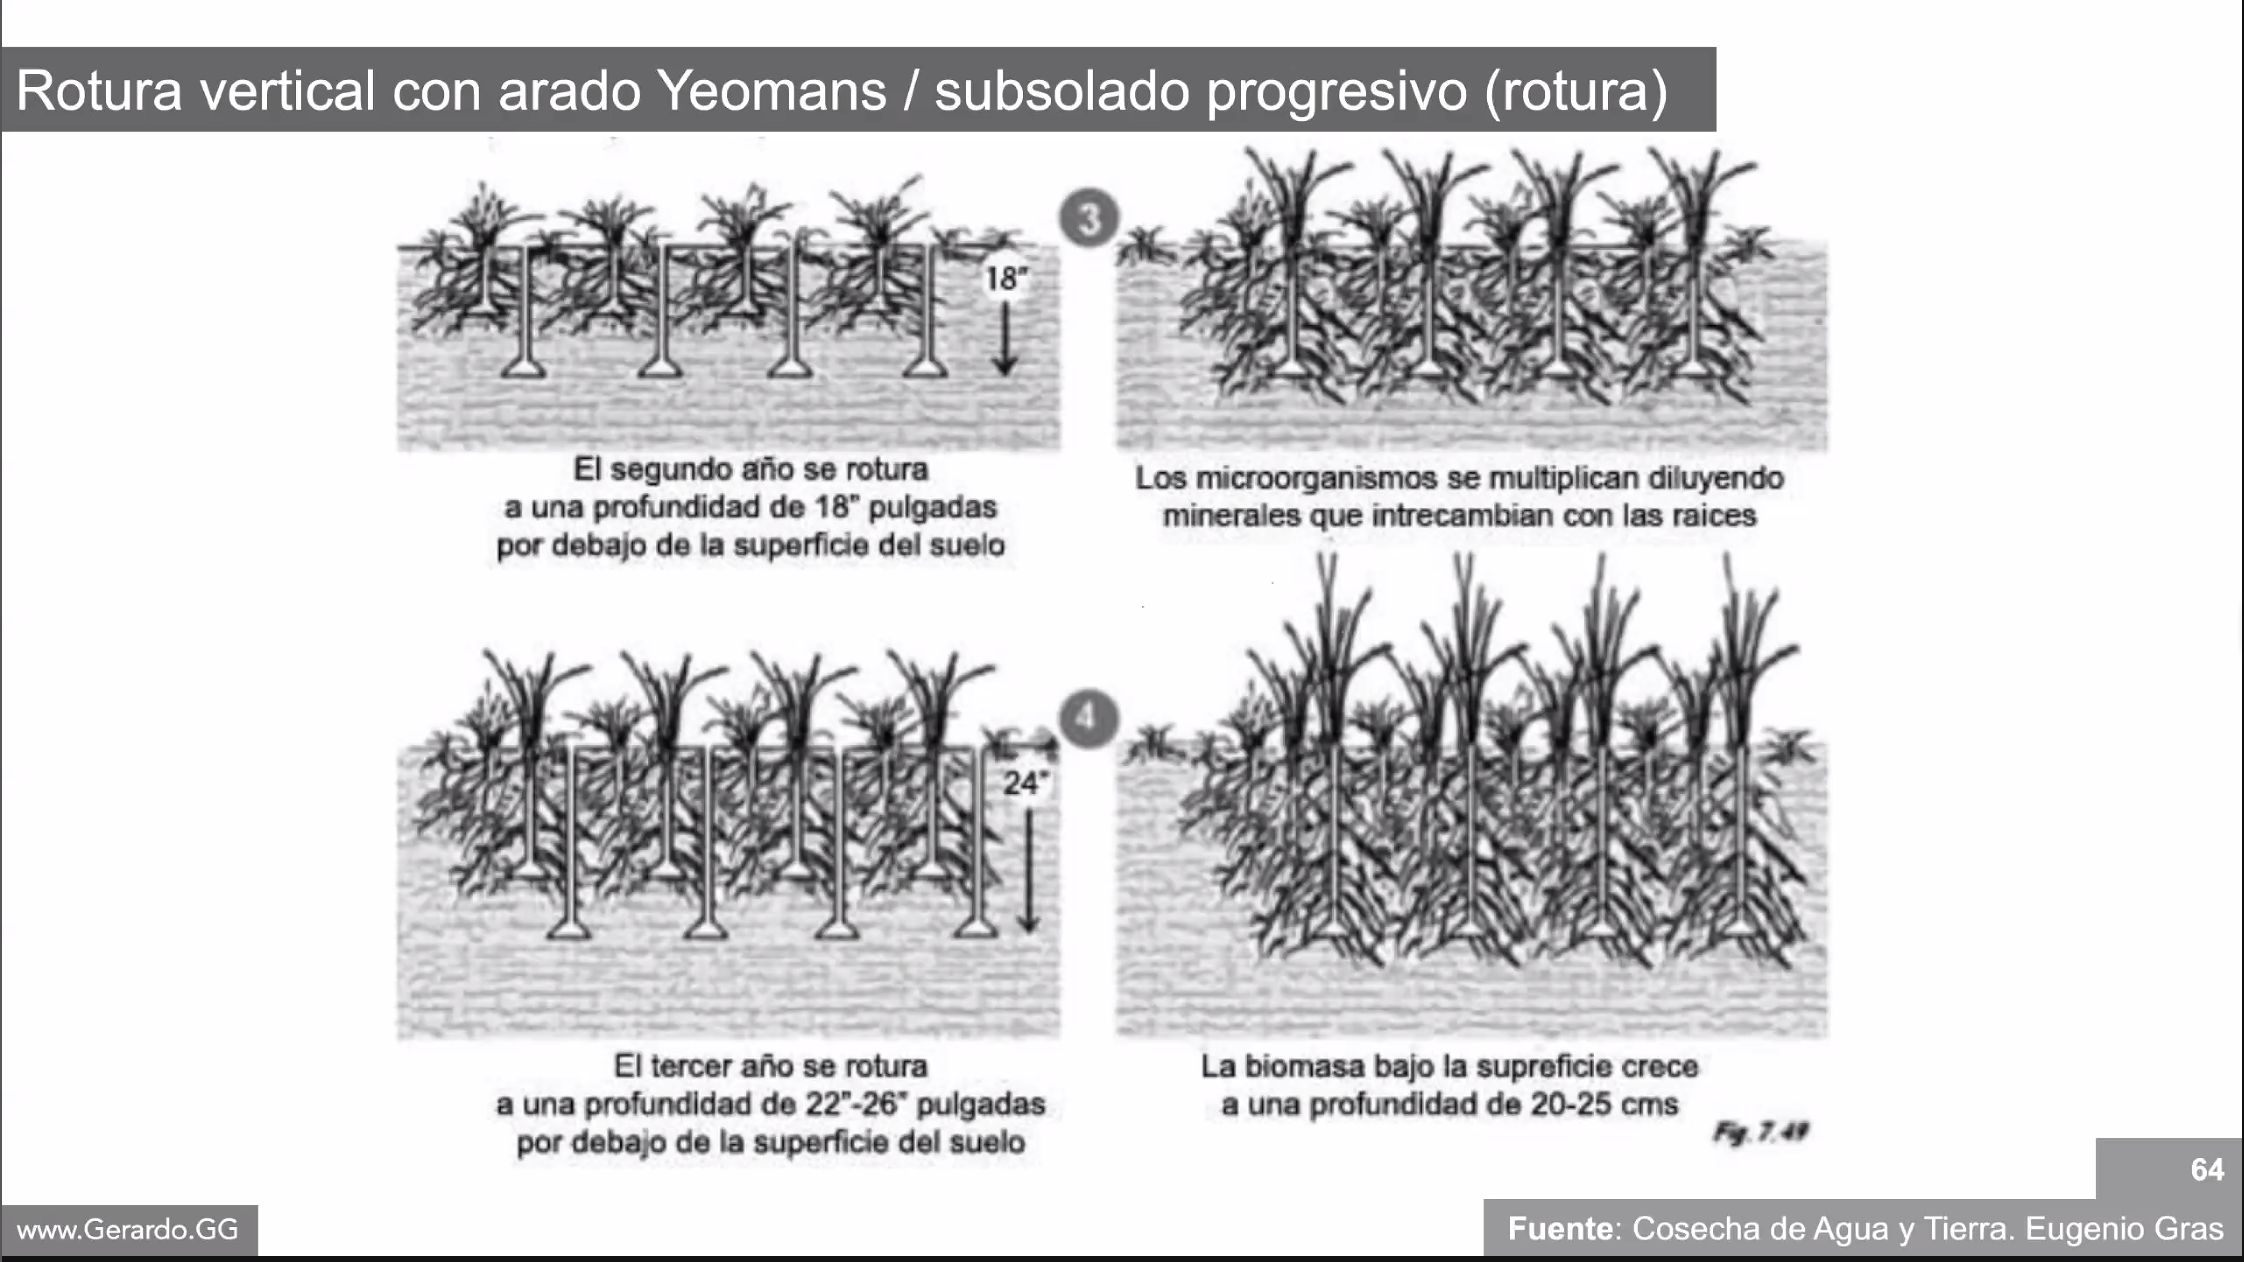 Rotura vertical con arado Yeomans / subsolado progresivo (rotura)
18"
3
El segundo año se rotura
a una profundidad de 18" pulgadas
por debajo de la superficie del suelo
Los microorganismos se multiplican diluyendo
minerales que intrecambian con las raices
24"
4
El tercer año se rotura
a una profundidad de 22"-26" pulgadas
por debajo de la superficie del suelo
La biomasa bajo la supreficie crece
a una profundidad de 20-25 cms
Fig. 7.49
64
www.Gerardo.GG
Fuente: Cosecha de Agua y Tierra. Eugenio Gras